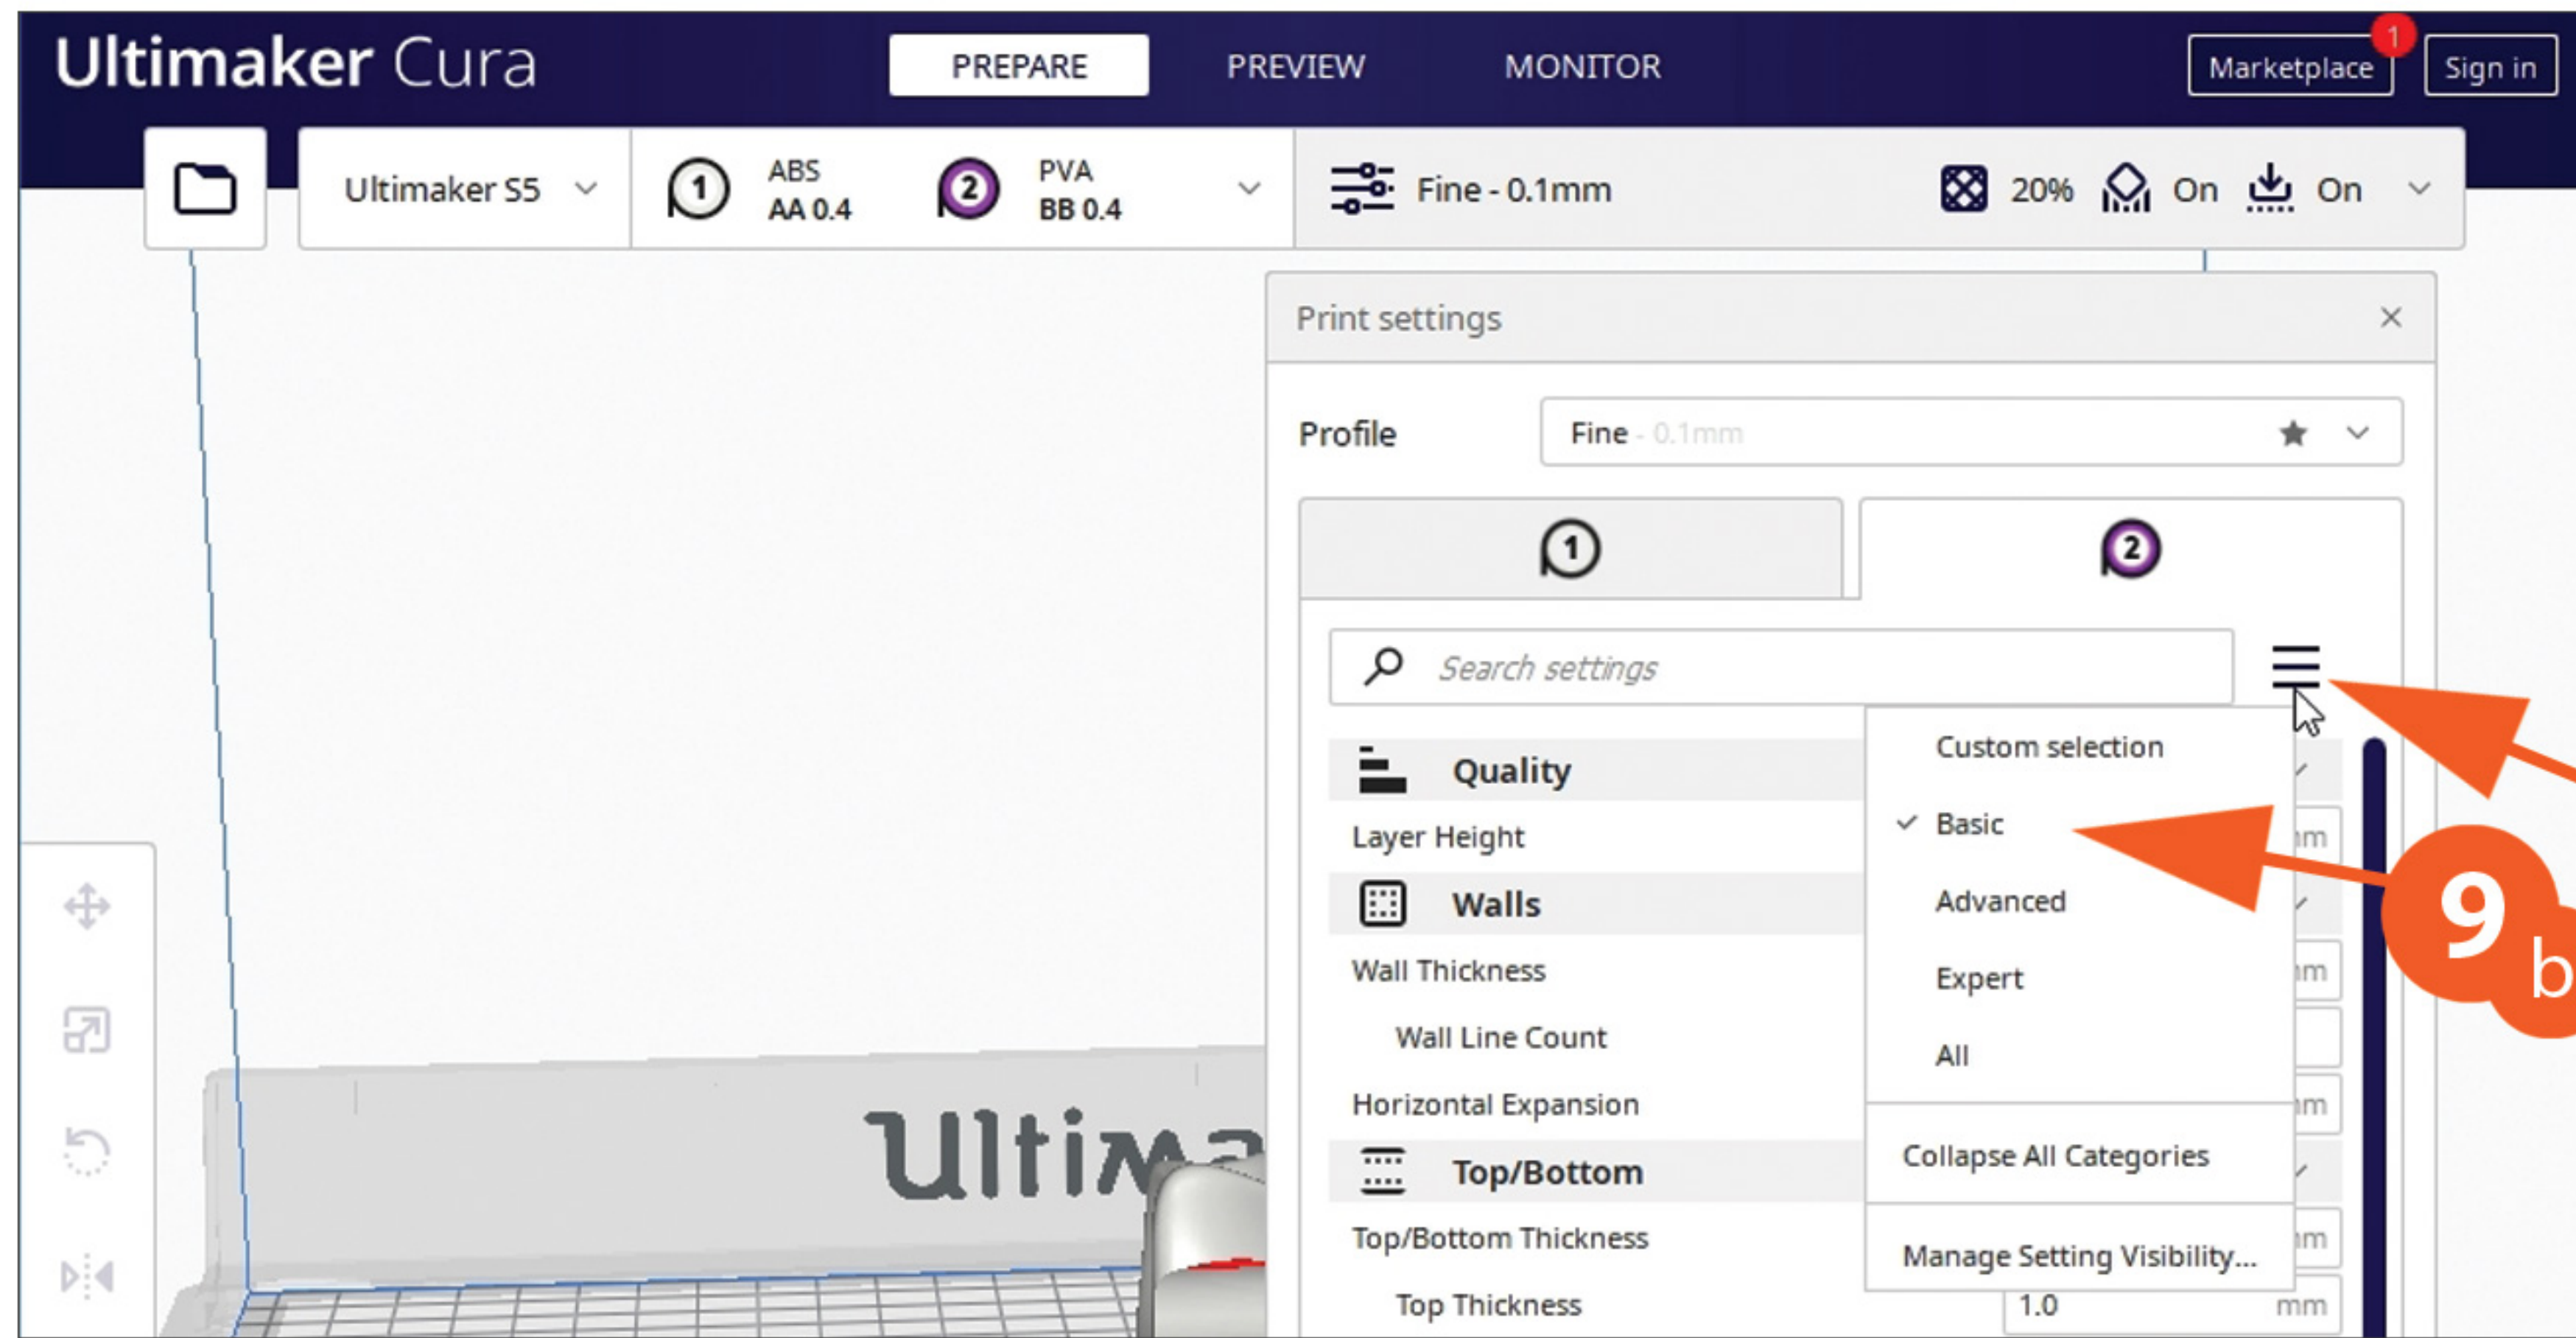 Ultimaker Cura
PREPARE
PREVIEW
MONITOR
Marketplace
1
Sign in
Ultimaker S5
1
ABS
AA 0.4
2
PVA
BB 0.4
Fine - 0.1mm
20%
On
On
Print settings
Profile
Fine - 0.1mm
1
2
Search settings
Custom selection
Quality
Basic
Layer Height
Advanced
Walls
9
b
Wall Thickness
mm
Expert
Wall Line Count
All
Horizontal Expansion
mm
Collapse All Categories
Top/Bottom
Top/Bottom Thickness
mm
Manage Setting Visibility...
Top Thickness
1.0
mm